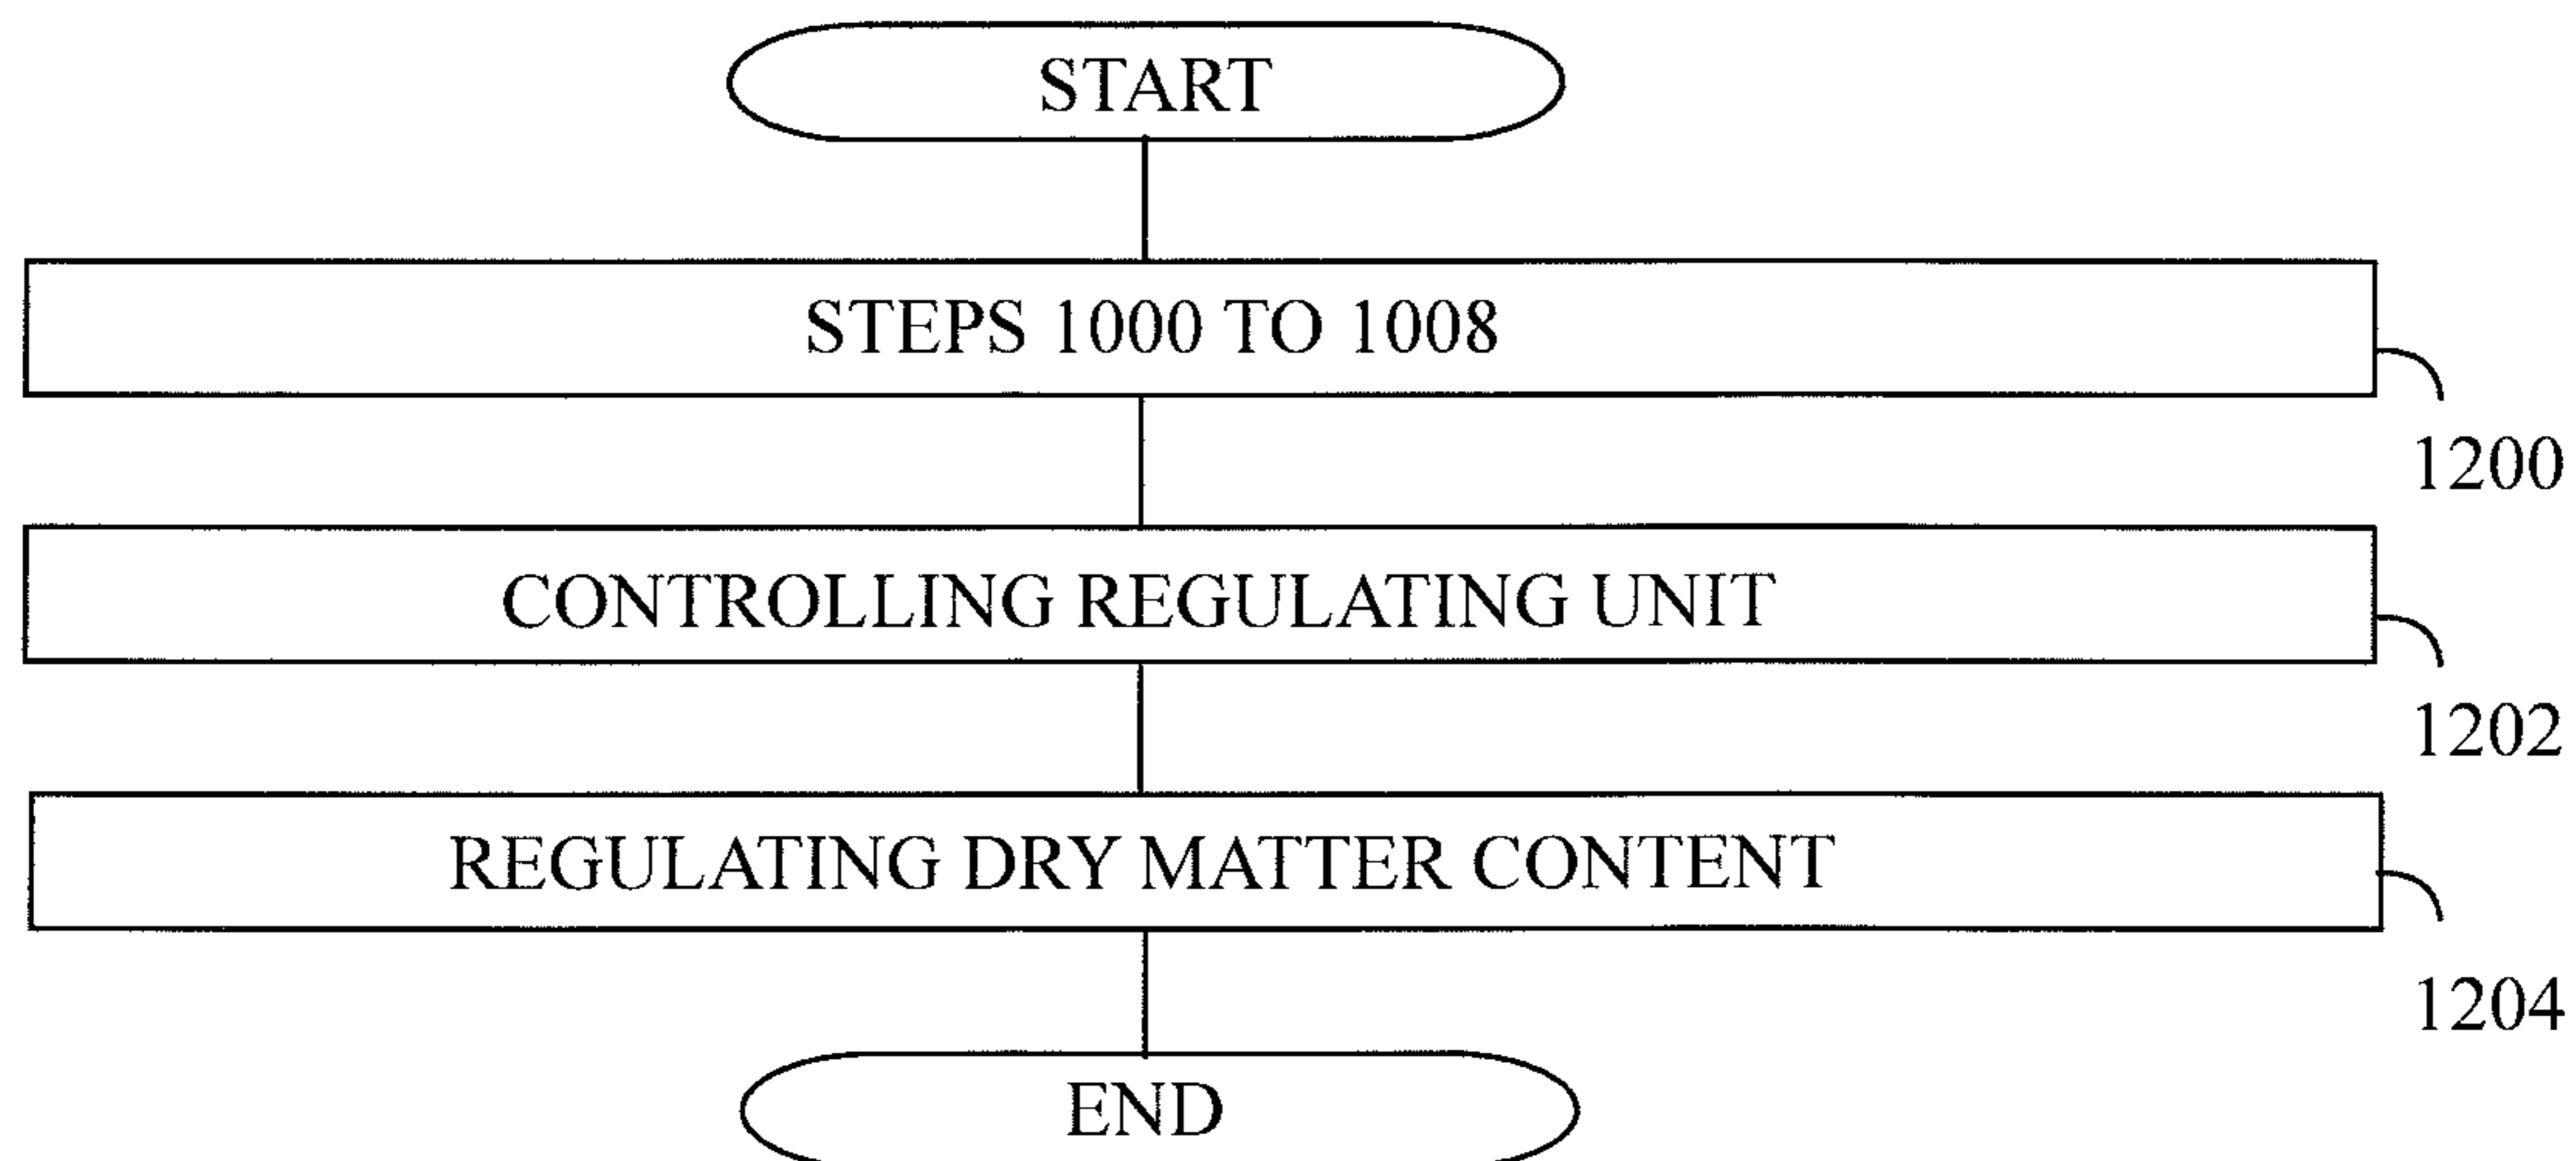 START
STEPS 1000 TO 1008
1200
CONTROLLING REGULATING UNIT
1202
REGULATING DRY MATTER CONTENT
1204
END